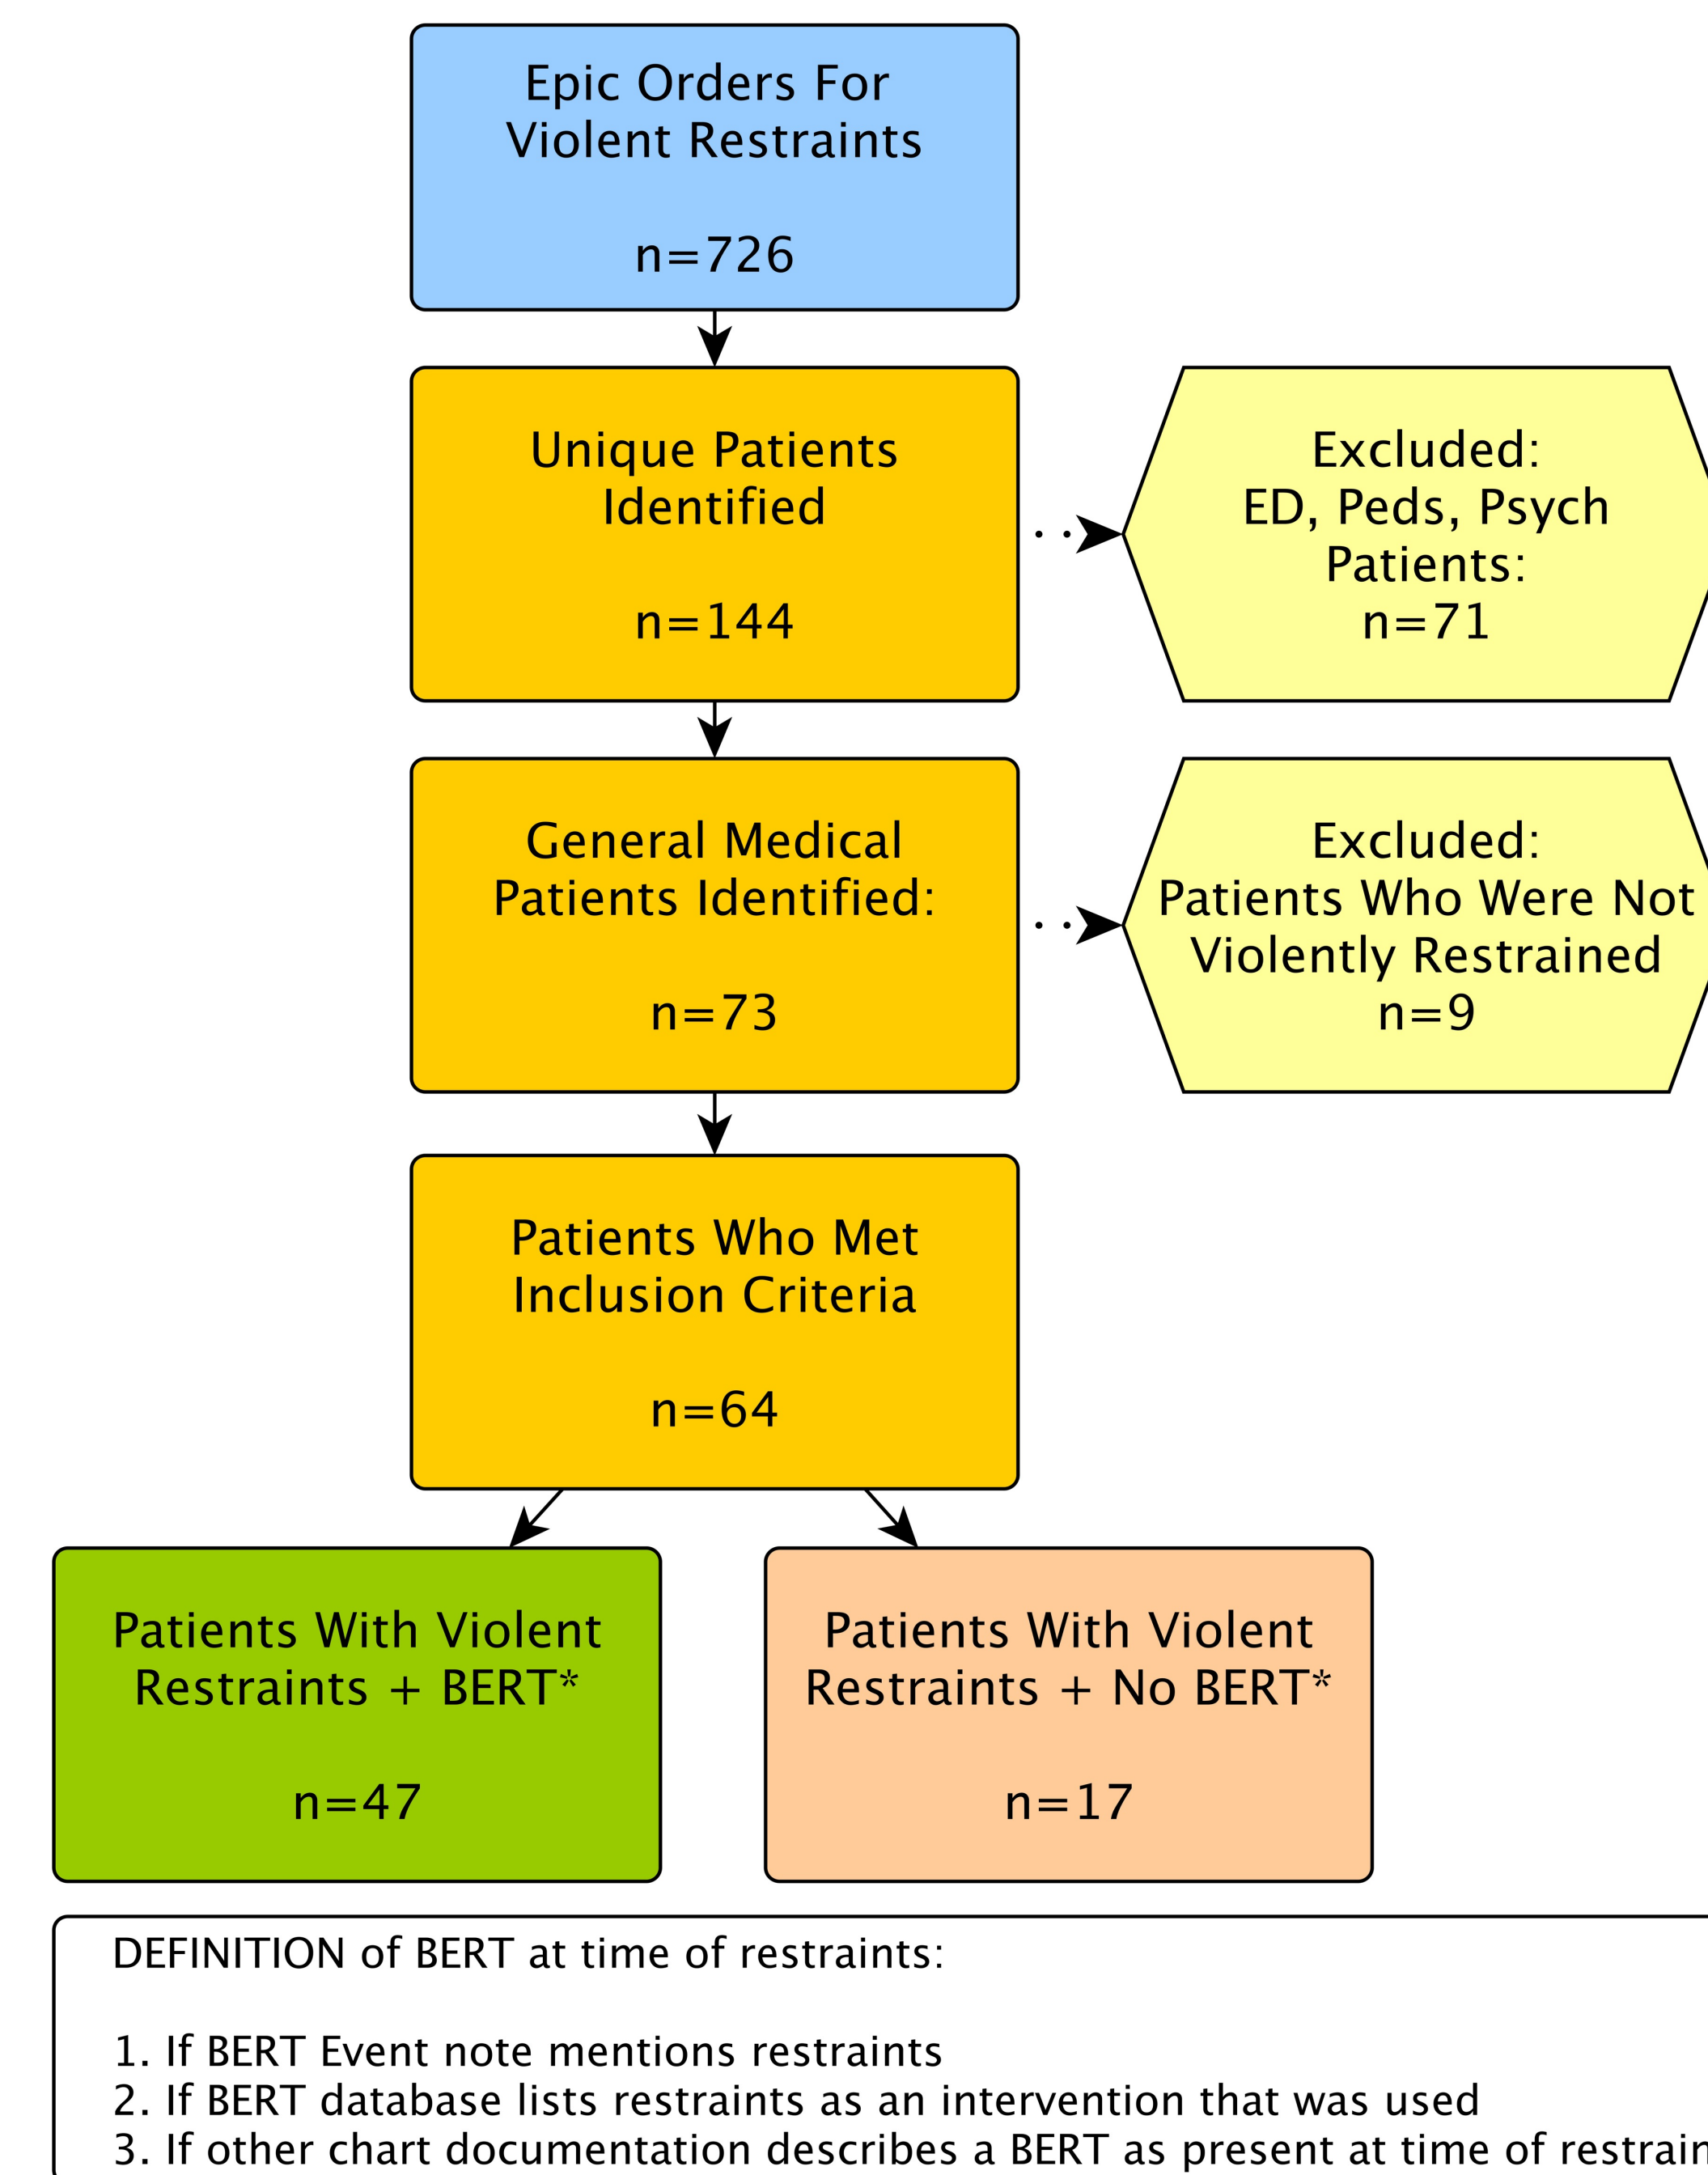 Epic Orders For
Violent Restraints
n=726
Unique Patients
Identified
n=144
Excluded:
ED, Peds, Psych
Patients:
n=71
General Medical
Patients Identified:
n=73
Excluded:
Patients Who Were Not
Violently Restrained
n=9
Patients Who Met
Inclusion Criteria
n=64
Patients With Violent
Restraints + BERT*
n=47
Patients With Violent
Restraints + No BERT*
n=17
DEFINITION of BERT at time of restraints:
1. If BERT Event note mentions restraints
2. If BERT database lists restraints as an intervention that was used
3. If other chart documentation describes a BERT as present at time of